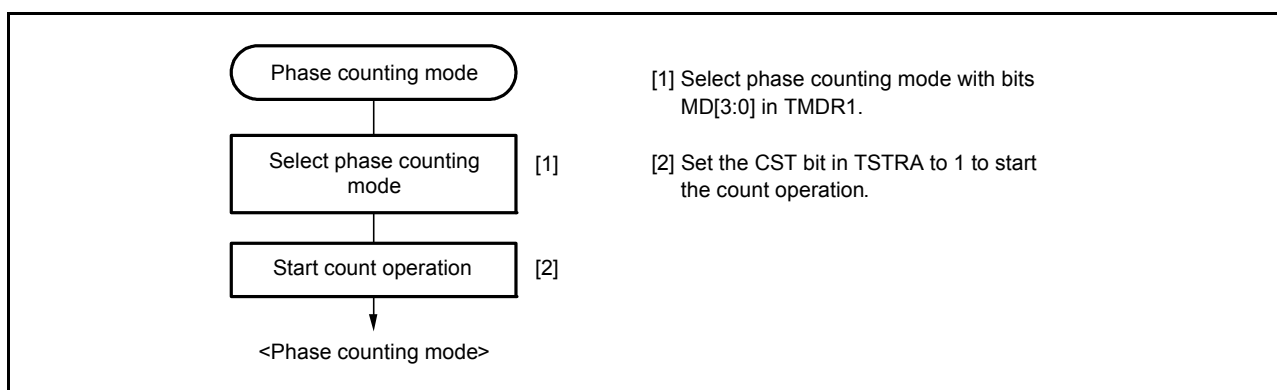 Phase counting mode
Select phase counting
mode
[1]
Start count operation
[2]
<Phase counting mode>
[1] Select phase counting mode with bits
MD[3:0] in TMDR1.
[2] Set the CST bit in TSTRA to 1 to start
the count operation.